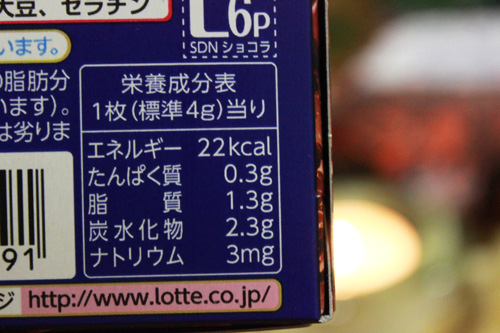 大豆、ゼラチン
6P
SDN ショコラ
います。
の脂肪分
います)。
は劣りま
栄養成分表
1枚(標準4g)当り
エネルギー 22kcal
たんぱく質 0.3g
脂 質 1.3g
炭水化物 2.3g
ナトリウム 3mg
91
ジ http://www.lotte.co.jp/